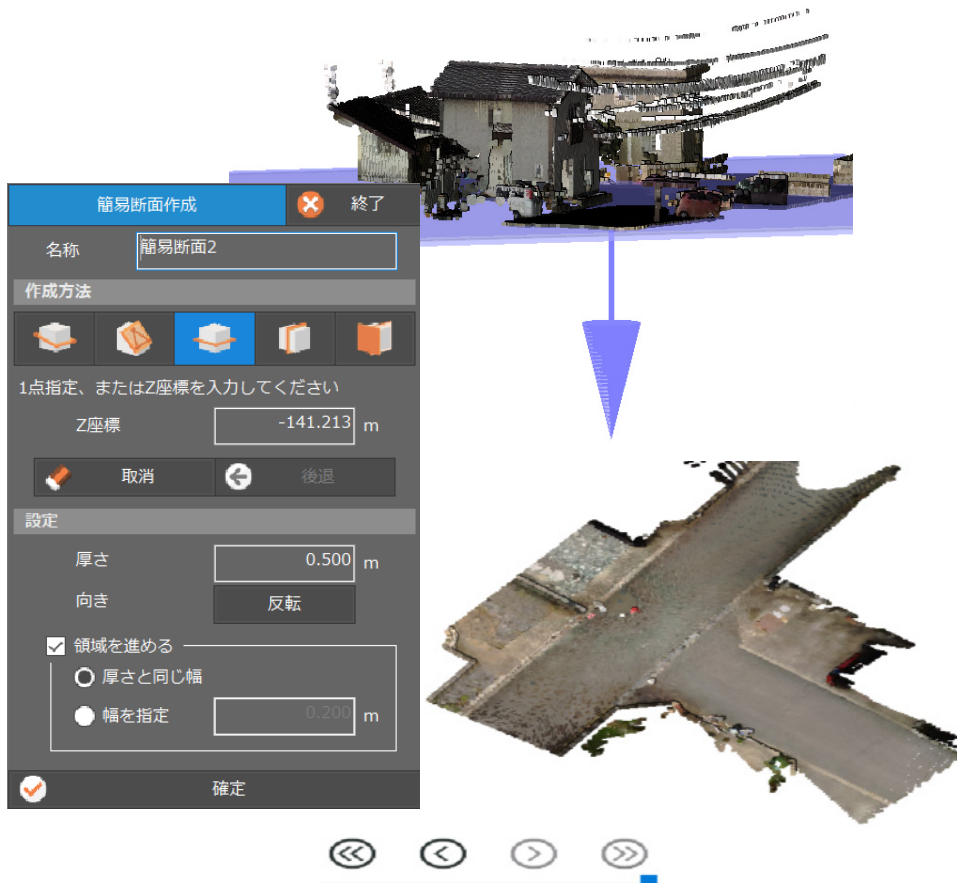 簡易断面作成
終了
名称
簡易断面2
作成方法
1点指定、またはZ座標を入力してください
Z座標
-141.213 m
取消
後退
設定
厚さ
0.500 m
向き
反転
領域を進める
厚さと同じ幅
幅を指定
0.200 m
確定